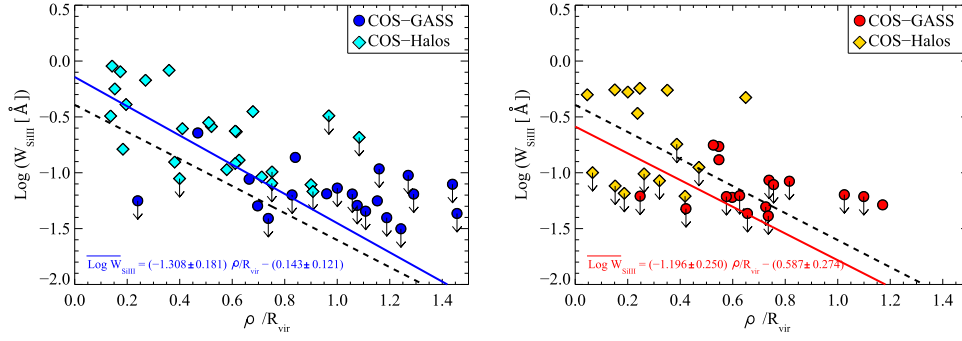 COS−GASS
COS−Halos
0.5
0.0
−0.5
−1.0
−1.5
−2.0
Log (W_SiIII [ Å] )
Log W_SiIII = (−1.308±0.181) ρ/R_vir − (0.143±0.121)
0.0 0.2 0.4 0.6 0.8 1.0 1.2 1.4
ρ /R_vir
COS−GASS
COS−Halos
0.5
0.0
−0.5
−1.0
−1.5
−2.0
Log (W_SiIII [ Å] )
Log W_SiIII = (−1.196±0.250) ρ/R_vir − (0.587±0.274)
0.0 0.2 0.4 0.6 0.8 1.0 1.2 1.4
ρ /R_vir